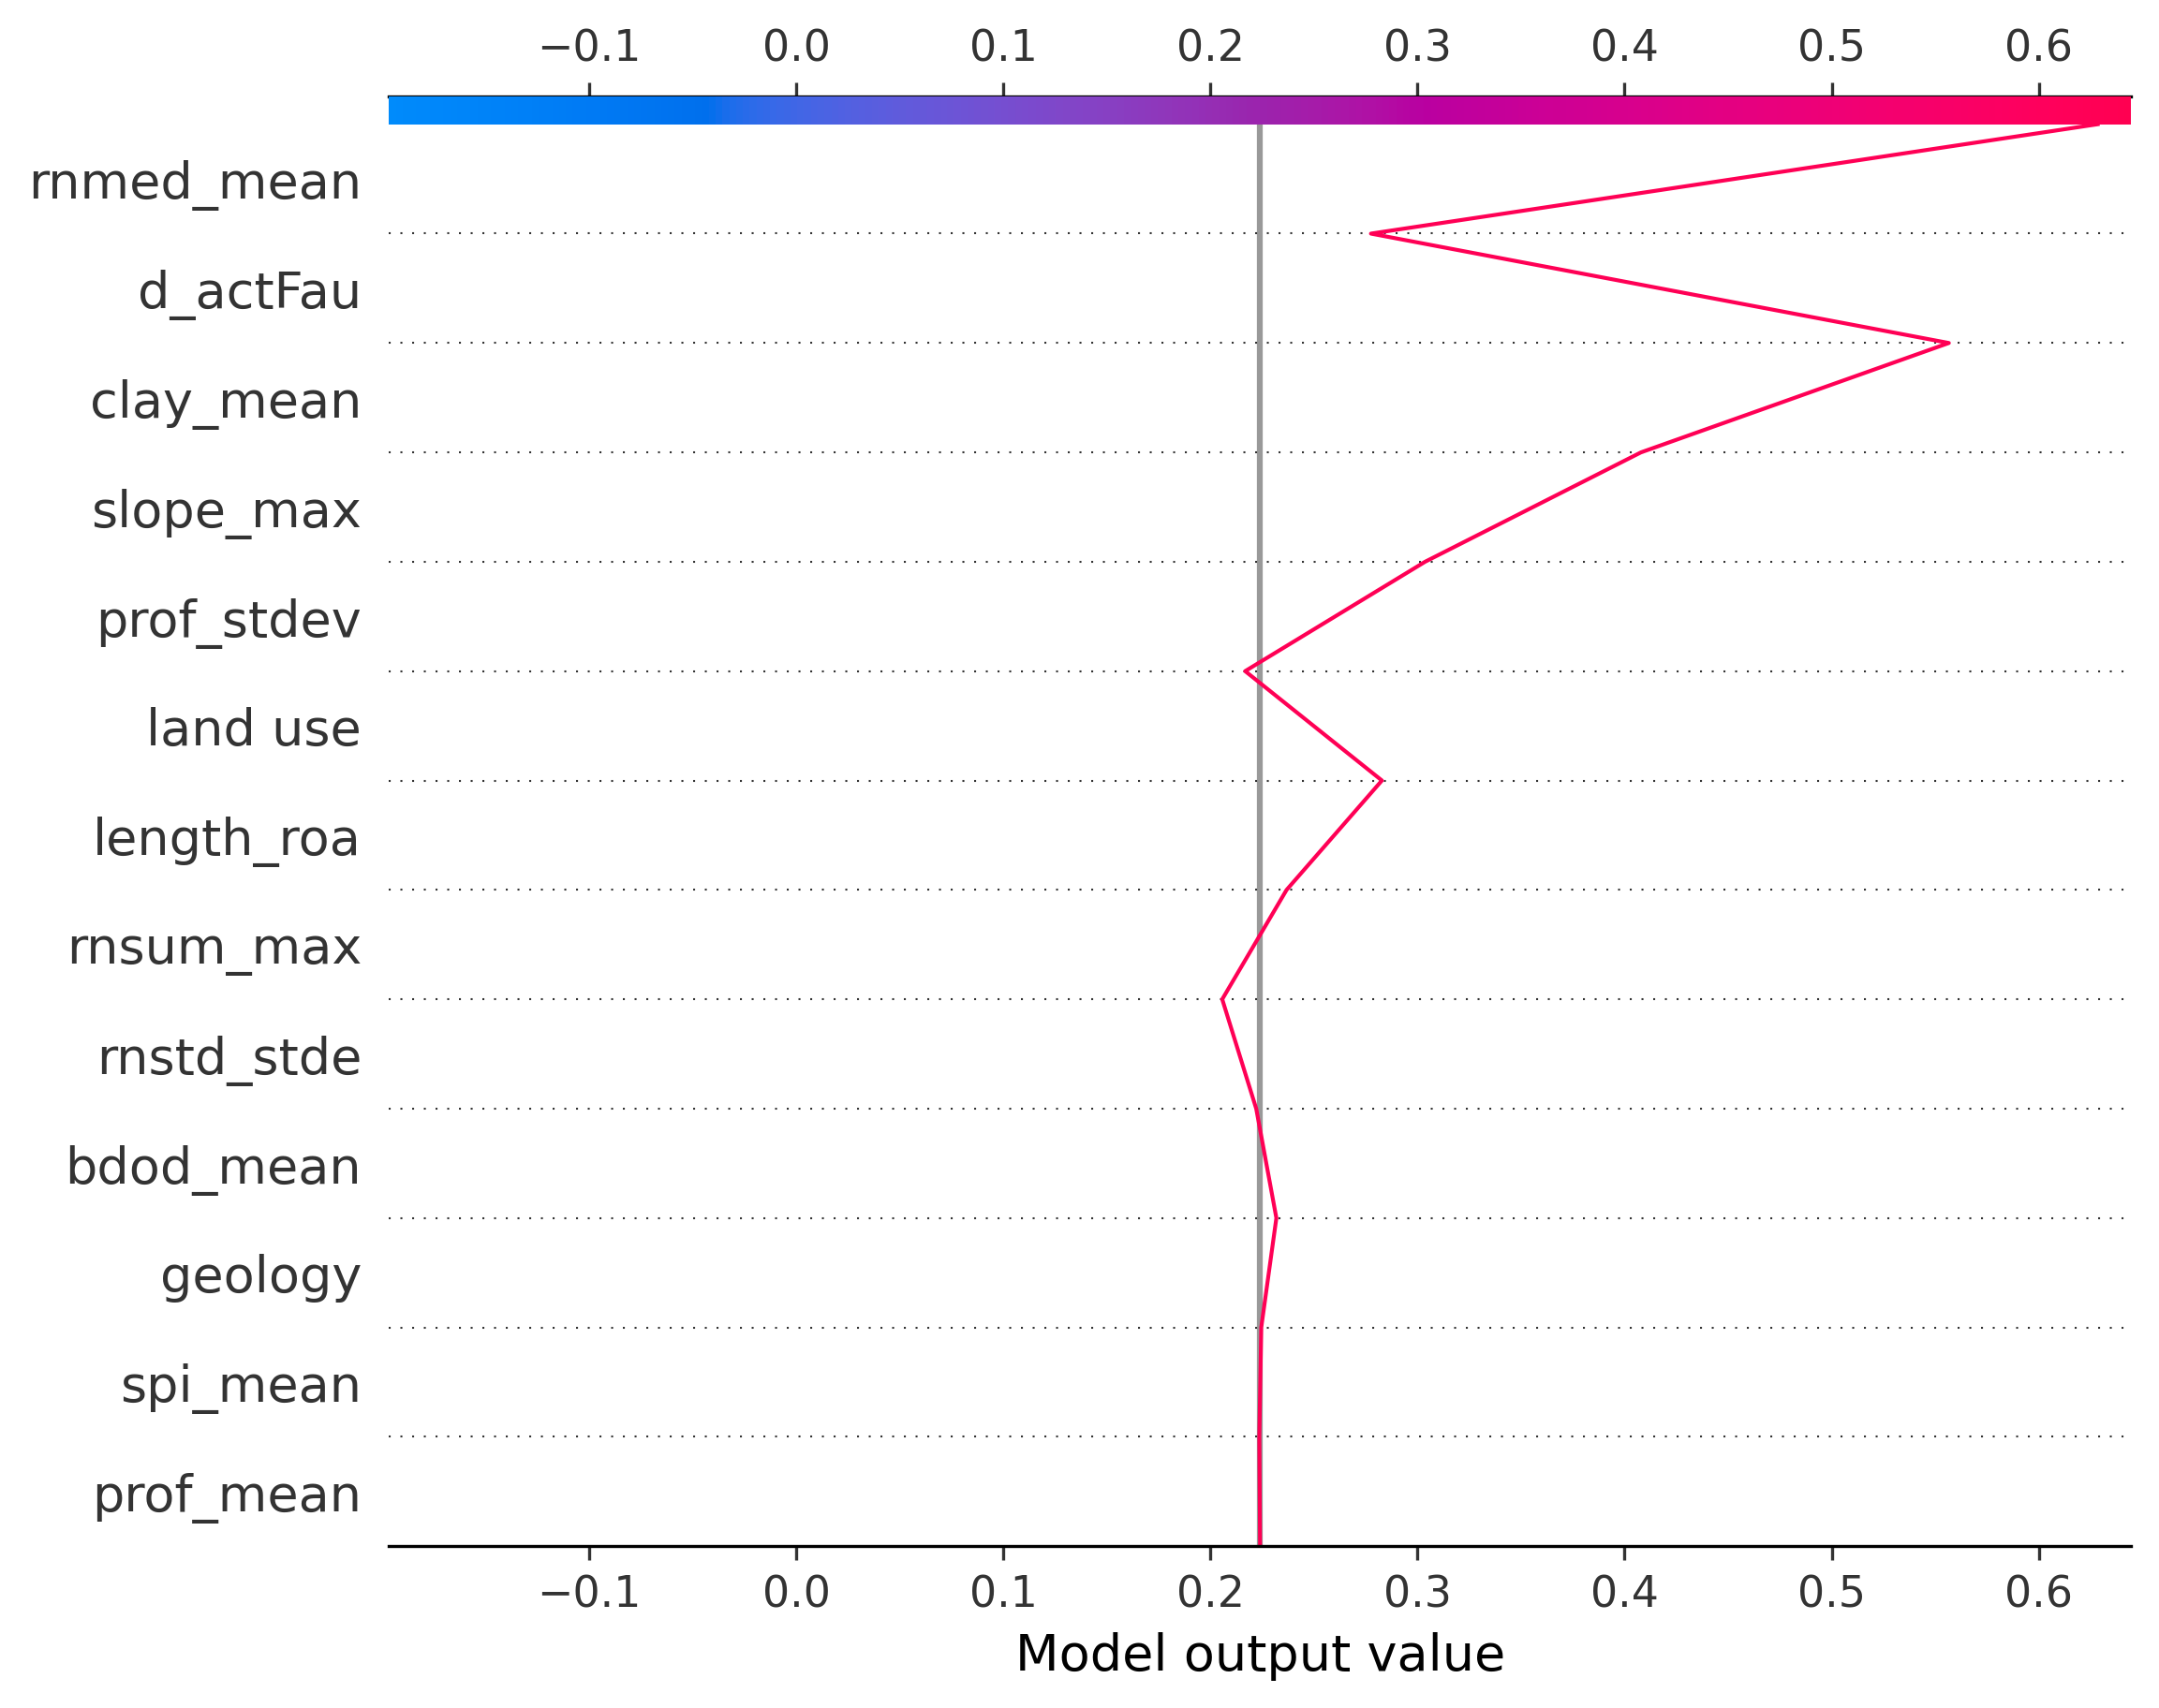 −0.1 0.0 0.1 0.2 0.3 0.4 0.5 0.6
rnmed_mean
d_actFau
clay_mean
slope_max
prof_stdev
land use
length_roa
rnsum_max
rnstd_stde
bdod_mean
geology
spi_mean
prof_mean
−0.1 0.0 0.1 0.2 0.3 0.4 0.5 0.6
Model output value